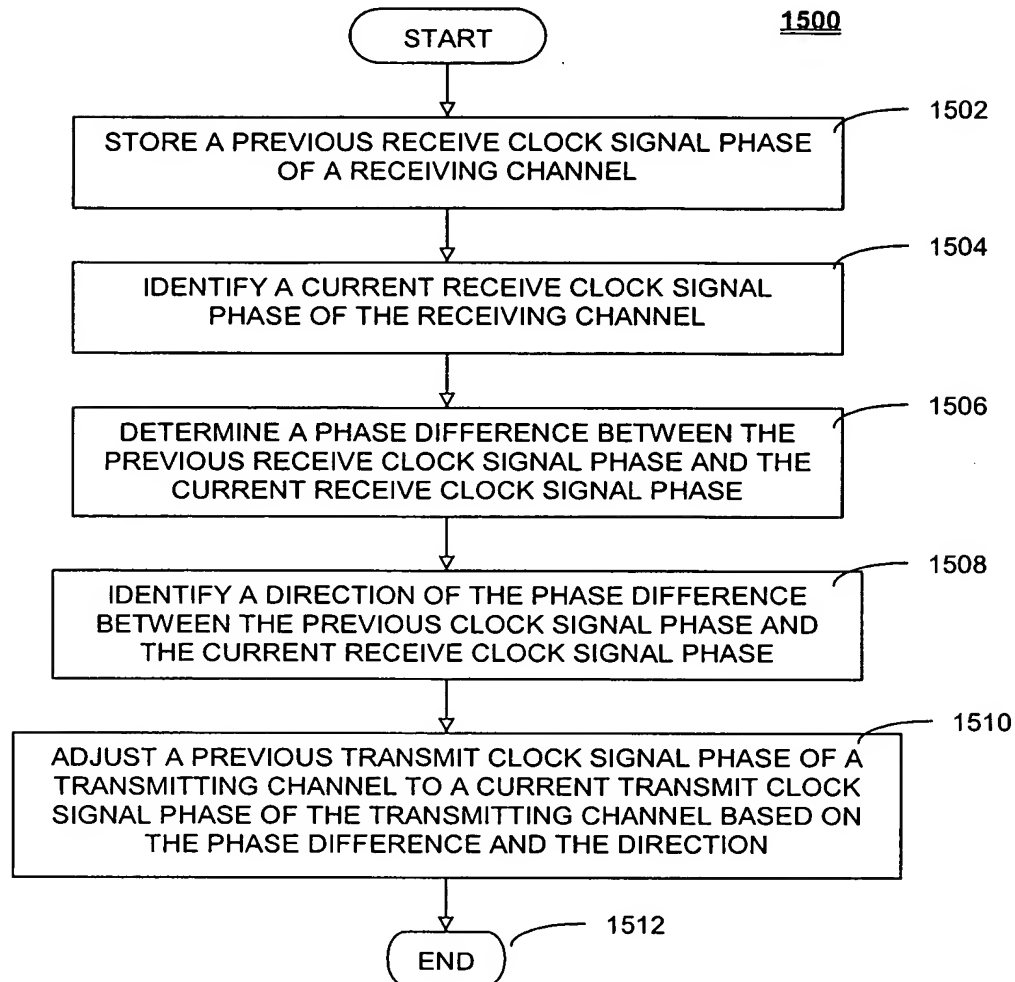 1500
START
1502
STORE A PREVIOUS RECEIVE CLOCK SIGNAL PHASE
OF A RECEIVING CHANNEL
1504
IDENTIFY A CURRENT RECEIVE CLOCK SIGNAL
PHASE OF THE RECEIVING CHANNEL
1506
DETERMINE A PHASE DIFFERENCE BETWEEN THE
PREVIOUS RECEIVE CLOCK SIGNAL PHASE AND THE
CURRENT RECEIVE CLOCK SIGNAL PHASE
1508
IDENTIFY A DIRECTION OF THE PHASE DIFFERENCE
BETWEEN THE PREVIOUS CLOCK SIGNAL PHASE AND
THE CURRENT RECEIVE CLOCK SIGNAL PHASE
1510
ADJUST A PREVIOUS TRANSMIT CLOCK SIGNAL PHASE OF A
TRANSMITTING CHANNEL TO A CURRENT TRANSMIT CLOCK
SIGNAL PHASE OF THE TRANSMITTING CHANNEL BASED ON
THE PHASE DIFFERENCE AND THE DIRECTION
1512
END